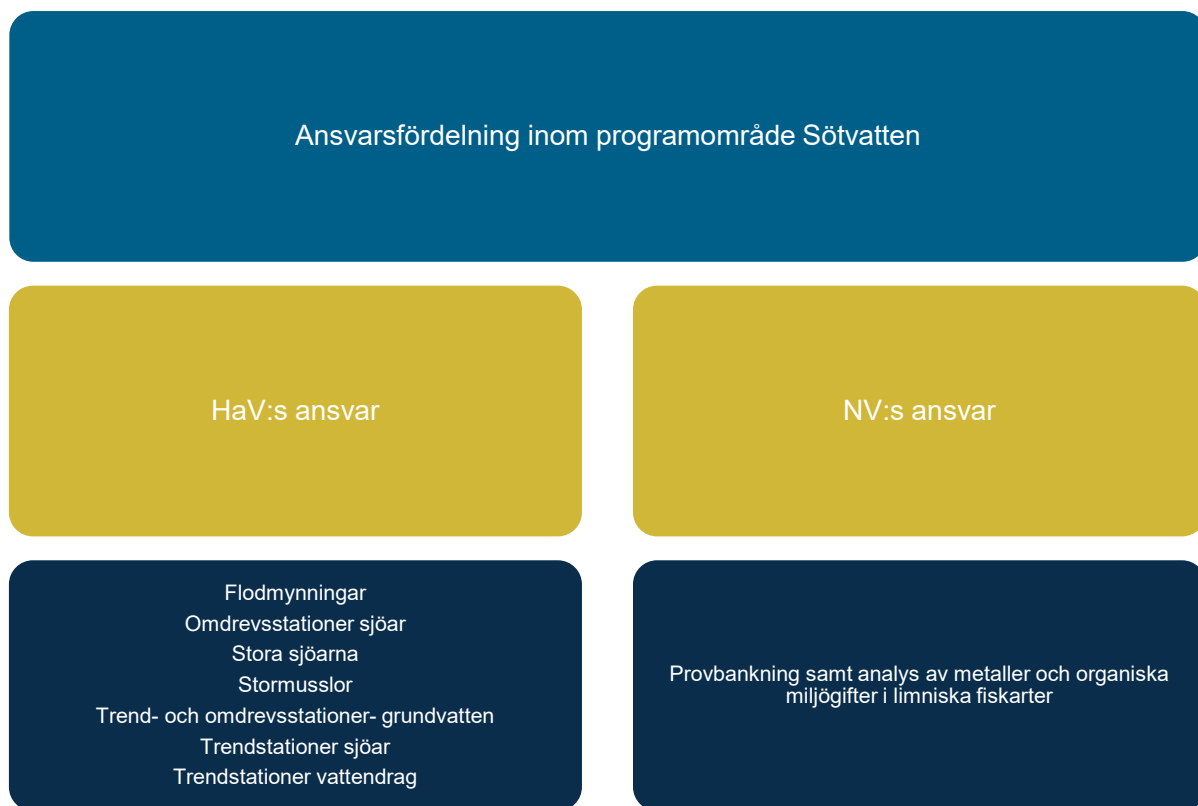 Ansvarsfördelning inom programområde Sötvatten
HaV:s ansvar
NV:s ansvar
Flodmynningar
Omdrevsstationer sjöar
Stora sjöarna
Stormusslor
Trend- och omdrevsstationer- grundvatten
Trendstationer sjöar
Trendstationer vattendrag
Provbankning samt analys av metaller och organiska
miljögifter i limniska fiskarter